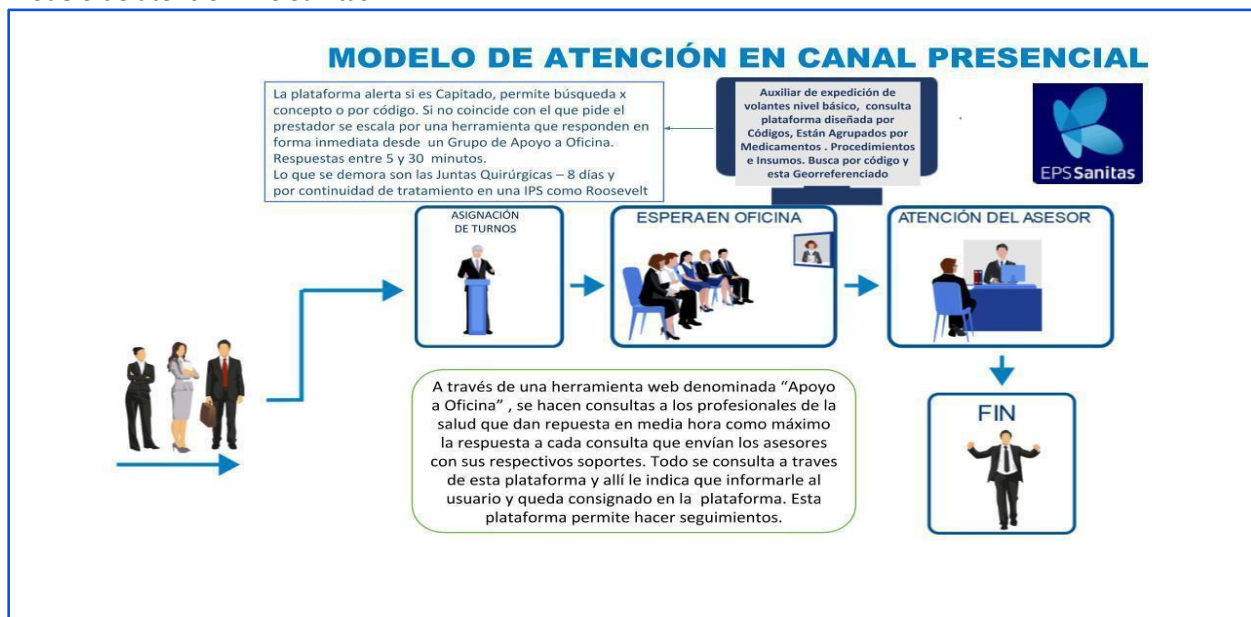 MODELO DE ATENCIÓN EN CANAL PRESENCIAL
La plataforma alerta si es Capitado, permite búsqueda x
concepto o por código. Si no coincide con el que pide el
prestador se escala por una herramienta que responden en
forma inmediata desde un Grupo de Apoyo a Oficina.
Respuestas entre 5 y 30 minutos.
Lo que se demora son las Juntas Quirúrgicas – 8 días y
por continuidad de tratamiento en una IPS como Roosevelt
Auxiliar de expedición de
volantes nivel básico, consulta
plataforma diseñada por
Códigos, Están Agrupados por
Medicamentos . Procedimientos
e Insumos. Busca por código y
esta Georreferenciado
EPS Sanitas
ASIGNACIÓN
DE TURNOS
ESPERA EN OFICINA
ATENCIÓN DEL ASESOR
A través de una herramienta web denominada “Apoyo
a Oficina” , se hacen consultas a los profesionales de la
salud que dan repuesta en media hora como máximo
la respuesta a cada consulta que envían los asesores
con sus respectivos soportes. Todo se consulta a traves
de esta plataforma y allí le indica que informarle al
usuario y queda consignado en la plataforma. Esta
plataforma permite hacer seguimientos.
FIN